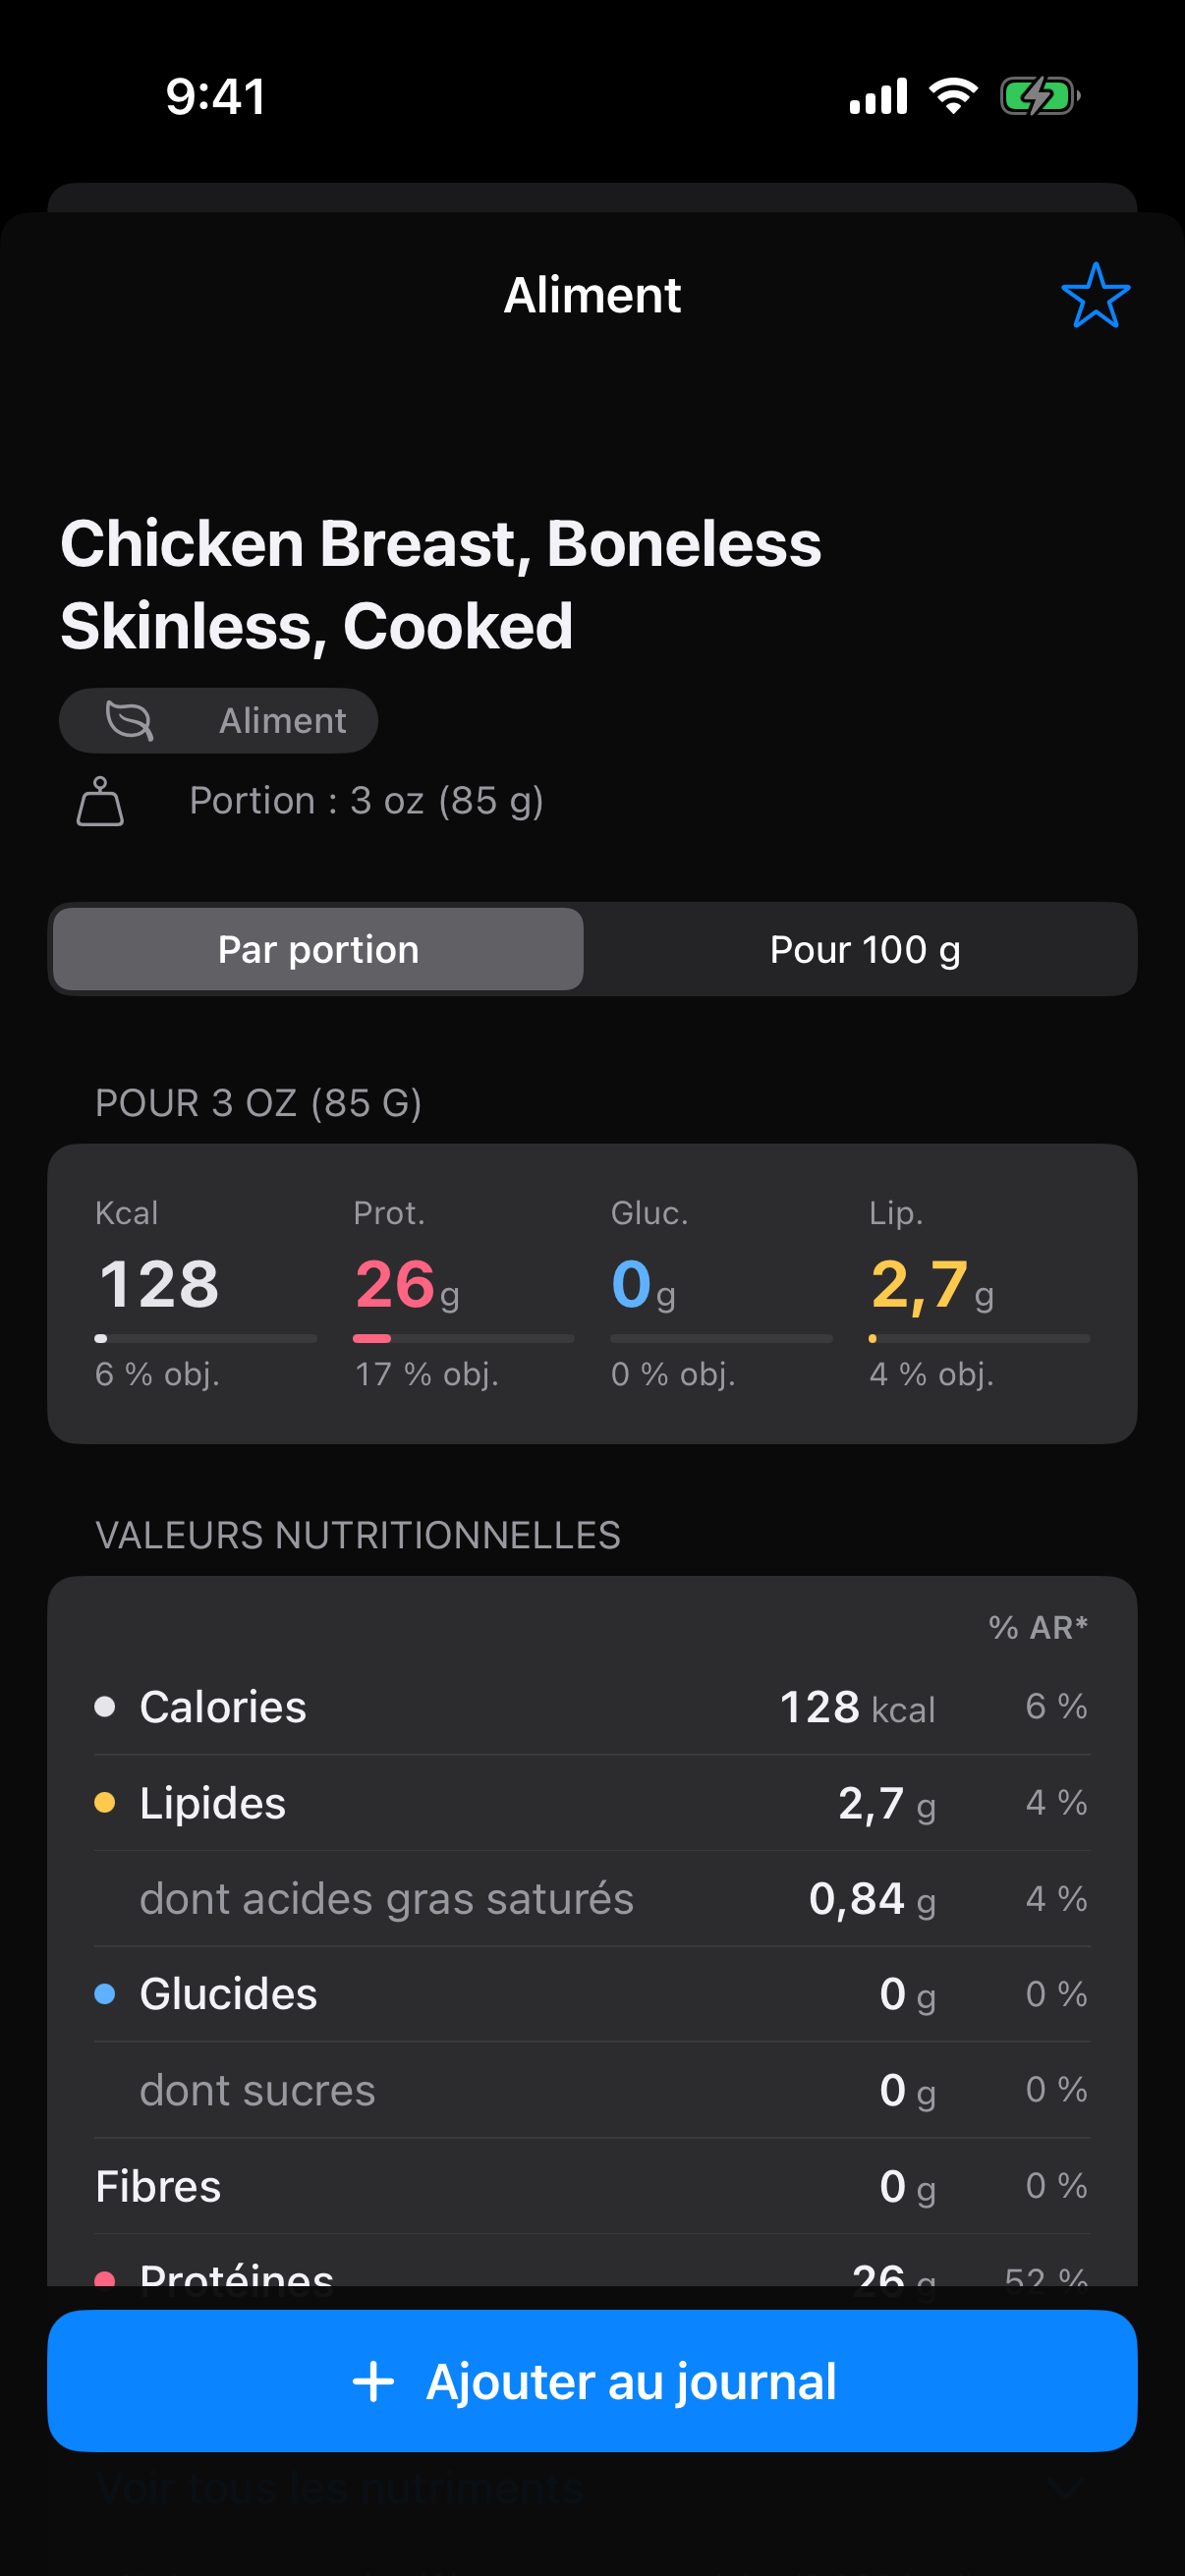 9:41
Aliment
Chicken Breast, Boneless
Skinless, Cooked
Aliment
Portion : 3 oz (85 g)
Par portion
Pour 100 g
POUR 3 OZ (85 G)
Kcal
Prot.
Gluc.
Lip.
128
26 g
0 g
2,7 g
6 % obj.
17 % obj.
0 % obj.
4 % obj.
VALEURS NUTRITIONNELLES
% AR*
Calories 128 kcal 6 %
Lipides 2,7 g 4 %
dont acides gras saturés 0,84 g 4 %
Glucides 0 g 0 %
dont sucres 0 g 0 %
Fibres 0 g 0 %
Protéines 26 g 52 %
+ Ajouter au journal
Voir tous les nutriments